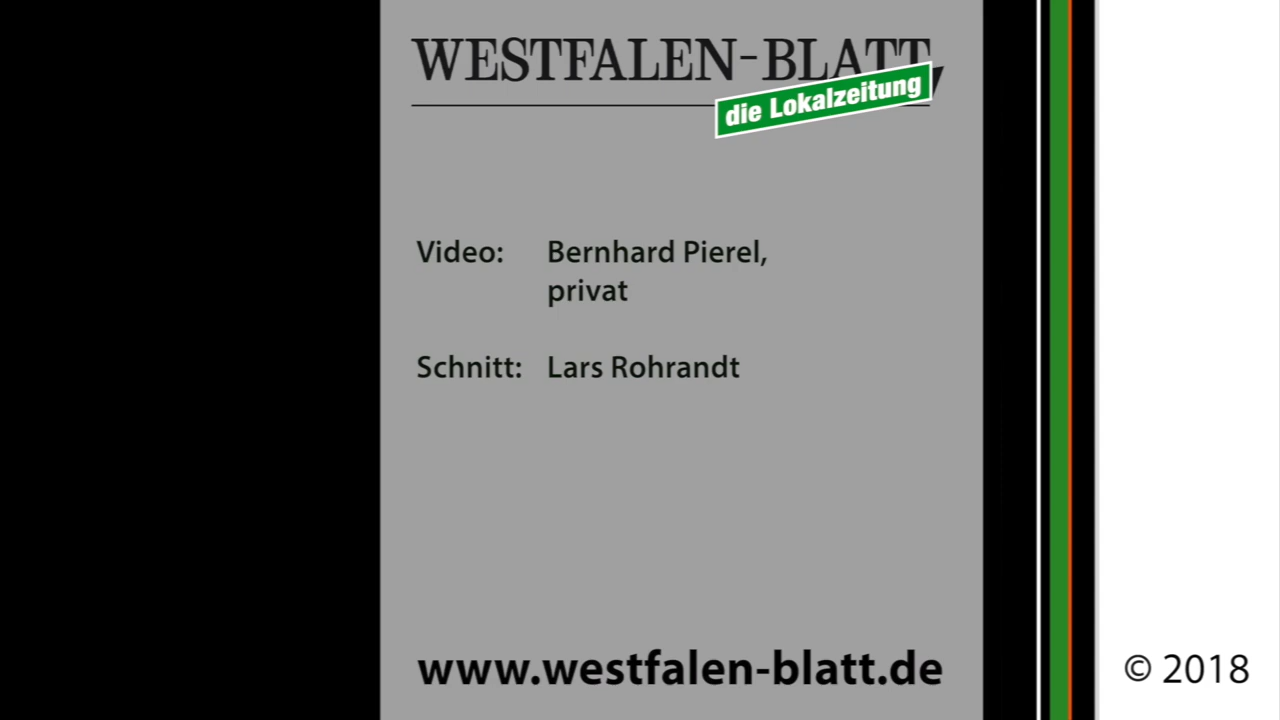 WESTFALEN-BLATT
die Lokalzeitung
Video: Bernhard Pierel,
privat
Schnitt: Lars Rohrandt
www.westfalen-blatt.de
© 2018